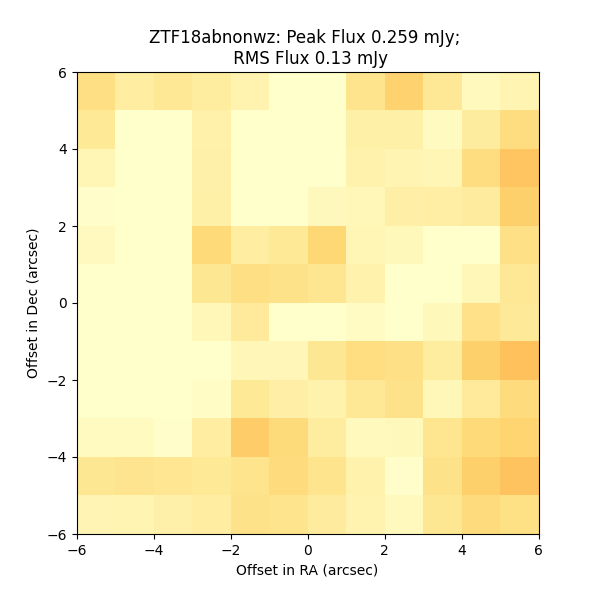 ZTF18abnonwz: Peak Flux 0.259 mJy;
RMS Flux 0.13 mJy
6
4
2
0
−2
−4
−6
Offset in Dec (arcsec)
−6 −4 −2 0 2 4 6
Offset in RA (arcsec)